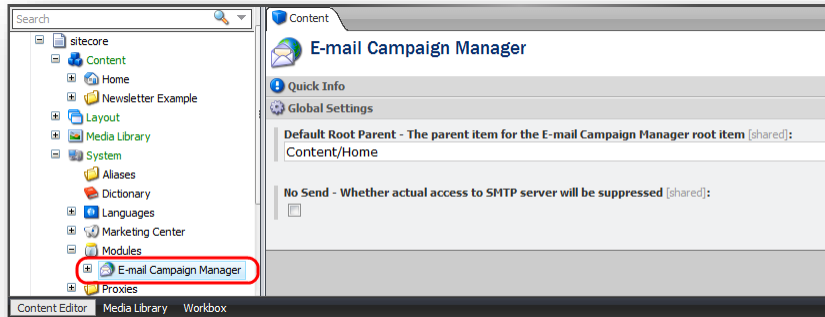 Search
sitecore
Content
Home
Newsletter Example
Layout
Media Library
System
Aliases
Dictionary
Languages
Marketing Center
Modules
E-mail Campaign Manager
Proxies
Content
E-mail Campaign Manager
Quick Info
Global Settings
Default Root Parent - The parent item for the E-mail Campaign Manager root item [shared]:
Content/Home
No Send - Whether actual access to SMTP server will be suppressed [shared]:
Content Editor Media Library Workbox